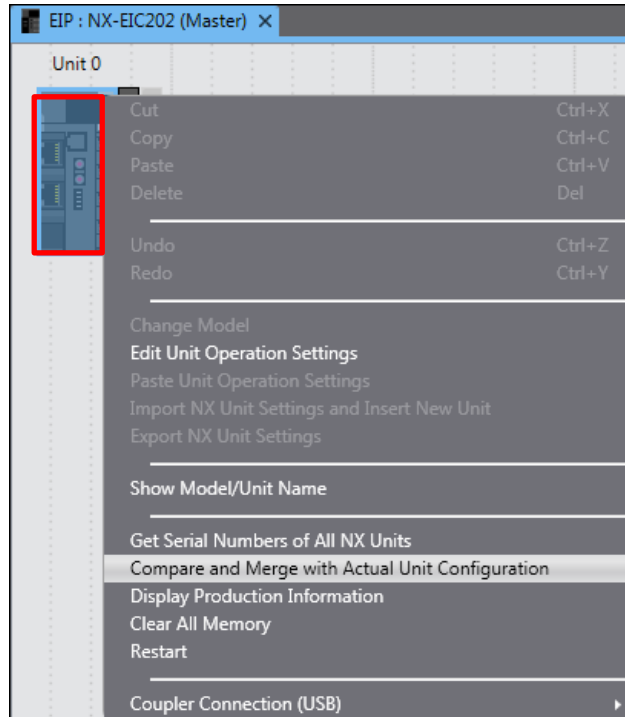 EIP : NX-EIC202 (Master)
Unit 0
Cut Ctrl+X
Copy Ctrl+C
Paste Ctrl+V
Delete Del
Undo Ctrl+Z
Redo Ctrl+Y
Change Model
Edit Unit Operation Settings
Paste Unit Operation Settings
Import NX Unit Settings and Insert New Unit
Export NX Unit Settings
Show Model/Unit Name
Get Serial Numbers of All NX Units
Compare and Merge with Actual Unit Configuration
Display Production Information
Clear All Memory
Restart
Coupler Connection (USB)